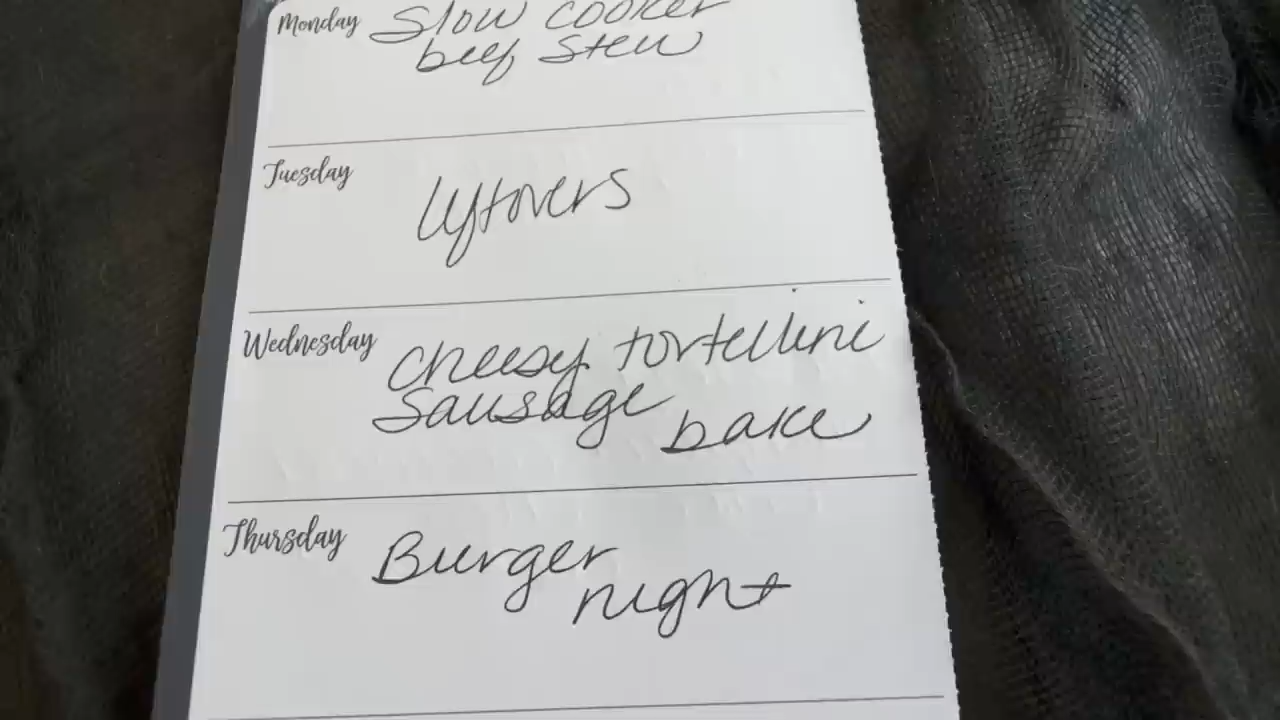 Monday Slow cooker
beef stew
Tuesday
leftovers
Wednesday
cheesy tortellini
sausage bake
Thursday
Burger
night